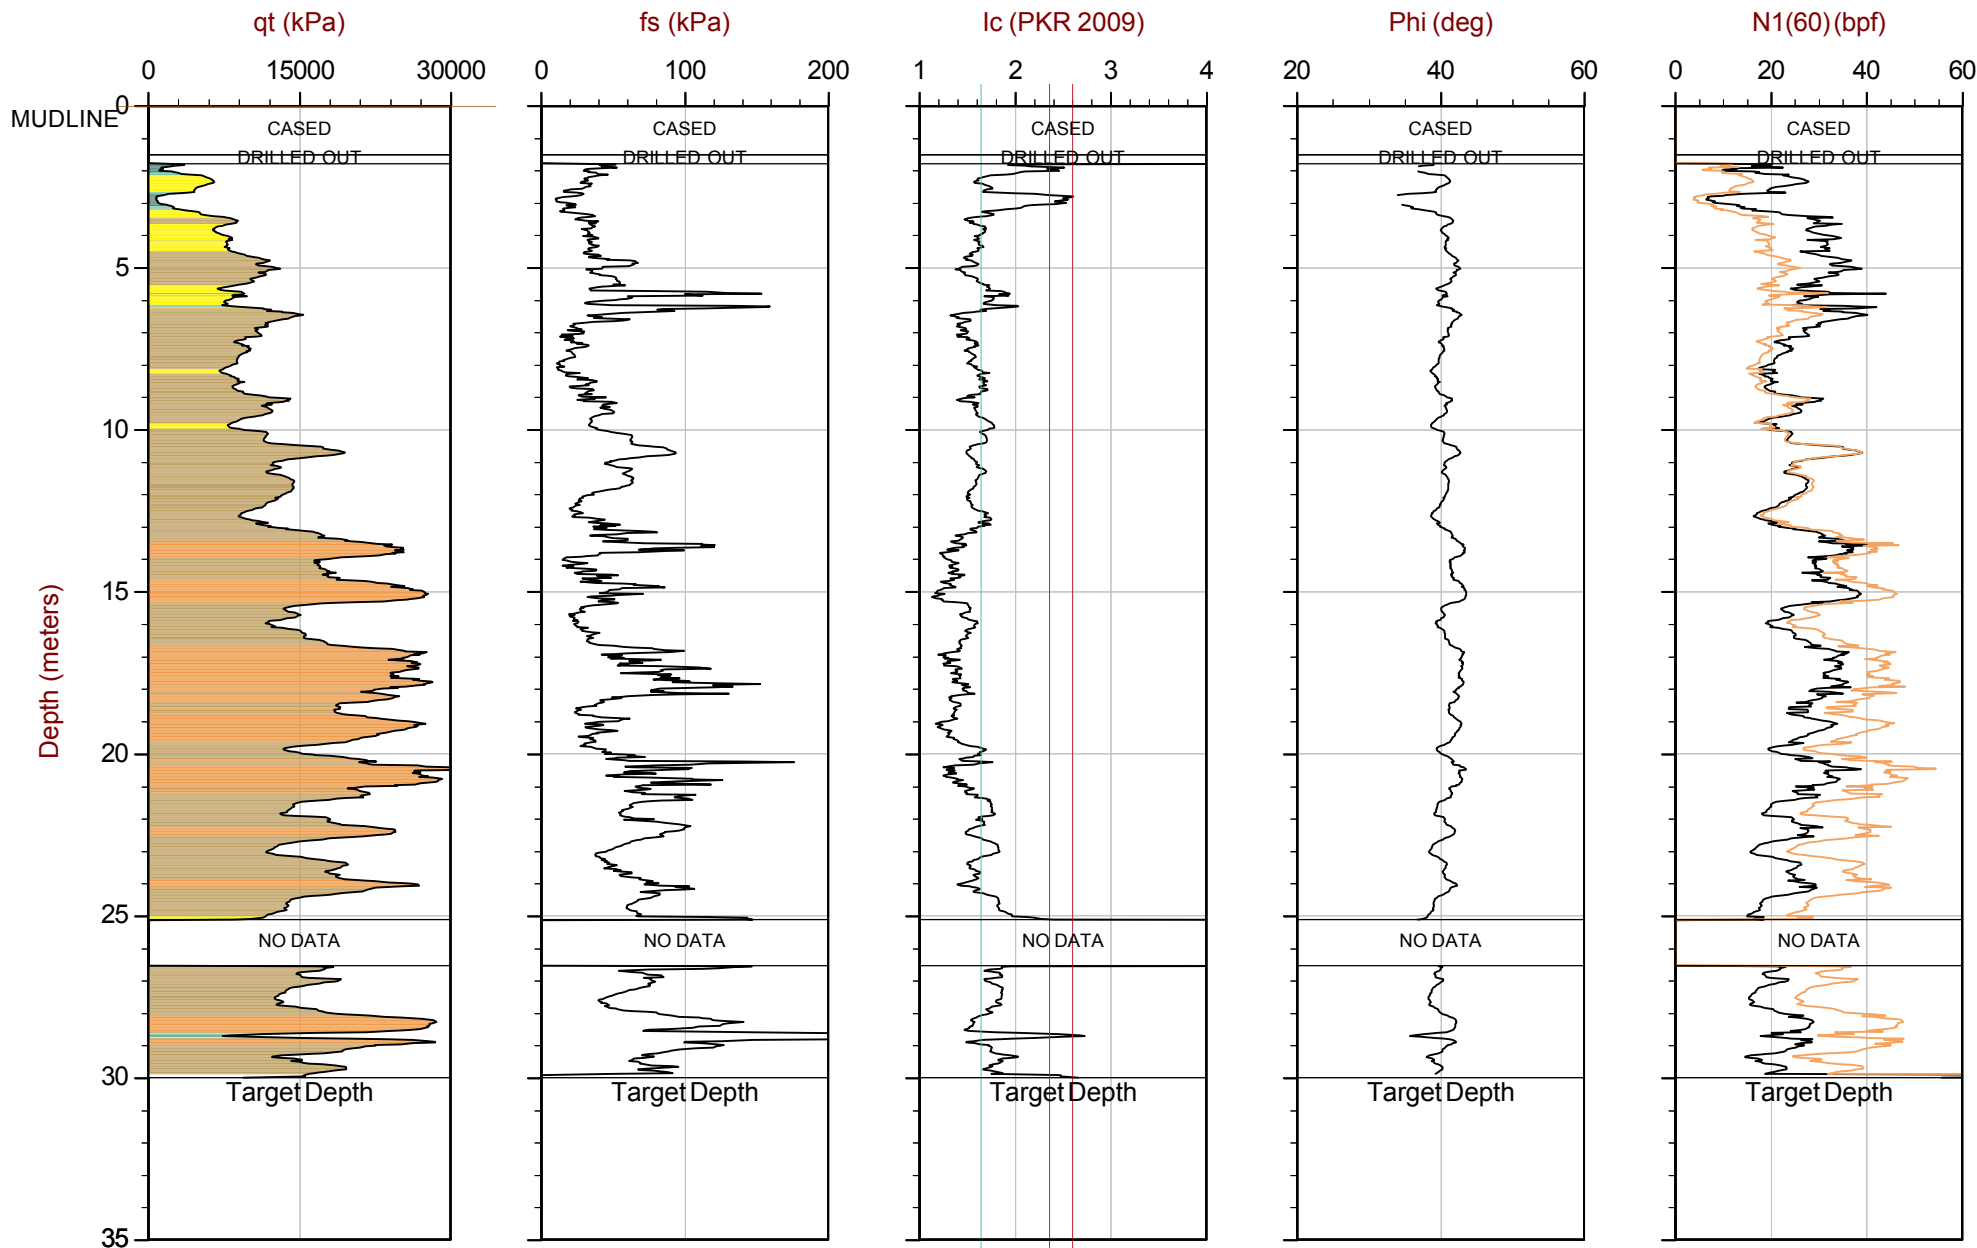 qt (kPa) fs (kPa) Ic (PKR 2009) Phi (deg) N1(60) (bpf)
0 15000 30000 0 100 200 1 2 3 4 20 40 60 0 20 40 60
0
MUDLINE
CASED CASED CASED CASED CASED
DRILLED OUT DRILLED OUT DRILLED OUT DRILLED OUT DRILLED OUT
5
10
15
Depth (meters)
20
25
NO DATA NO DATA NO DATA NO DATA NO DATA
30
Target Depth Target Depth Target Depth Target Depth Target Depth
35